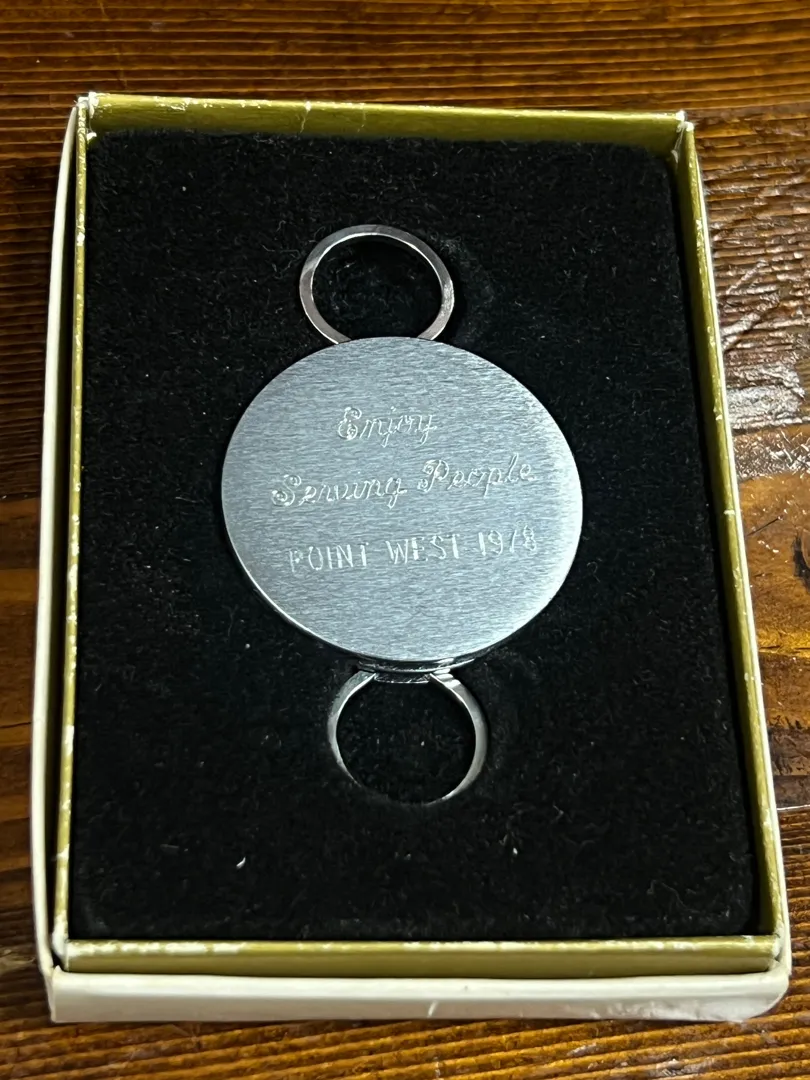 Enjoy
Serving People
POINT WEST 1978